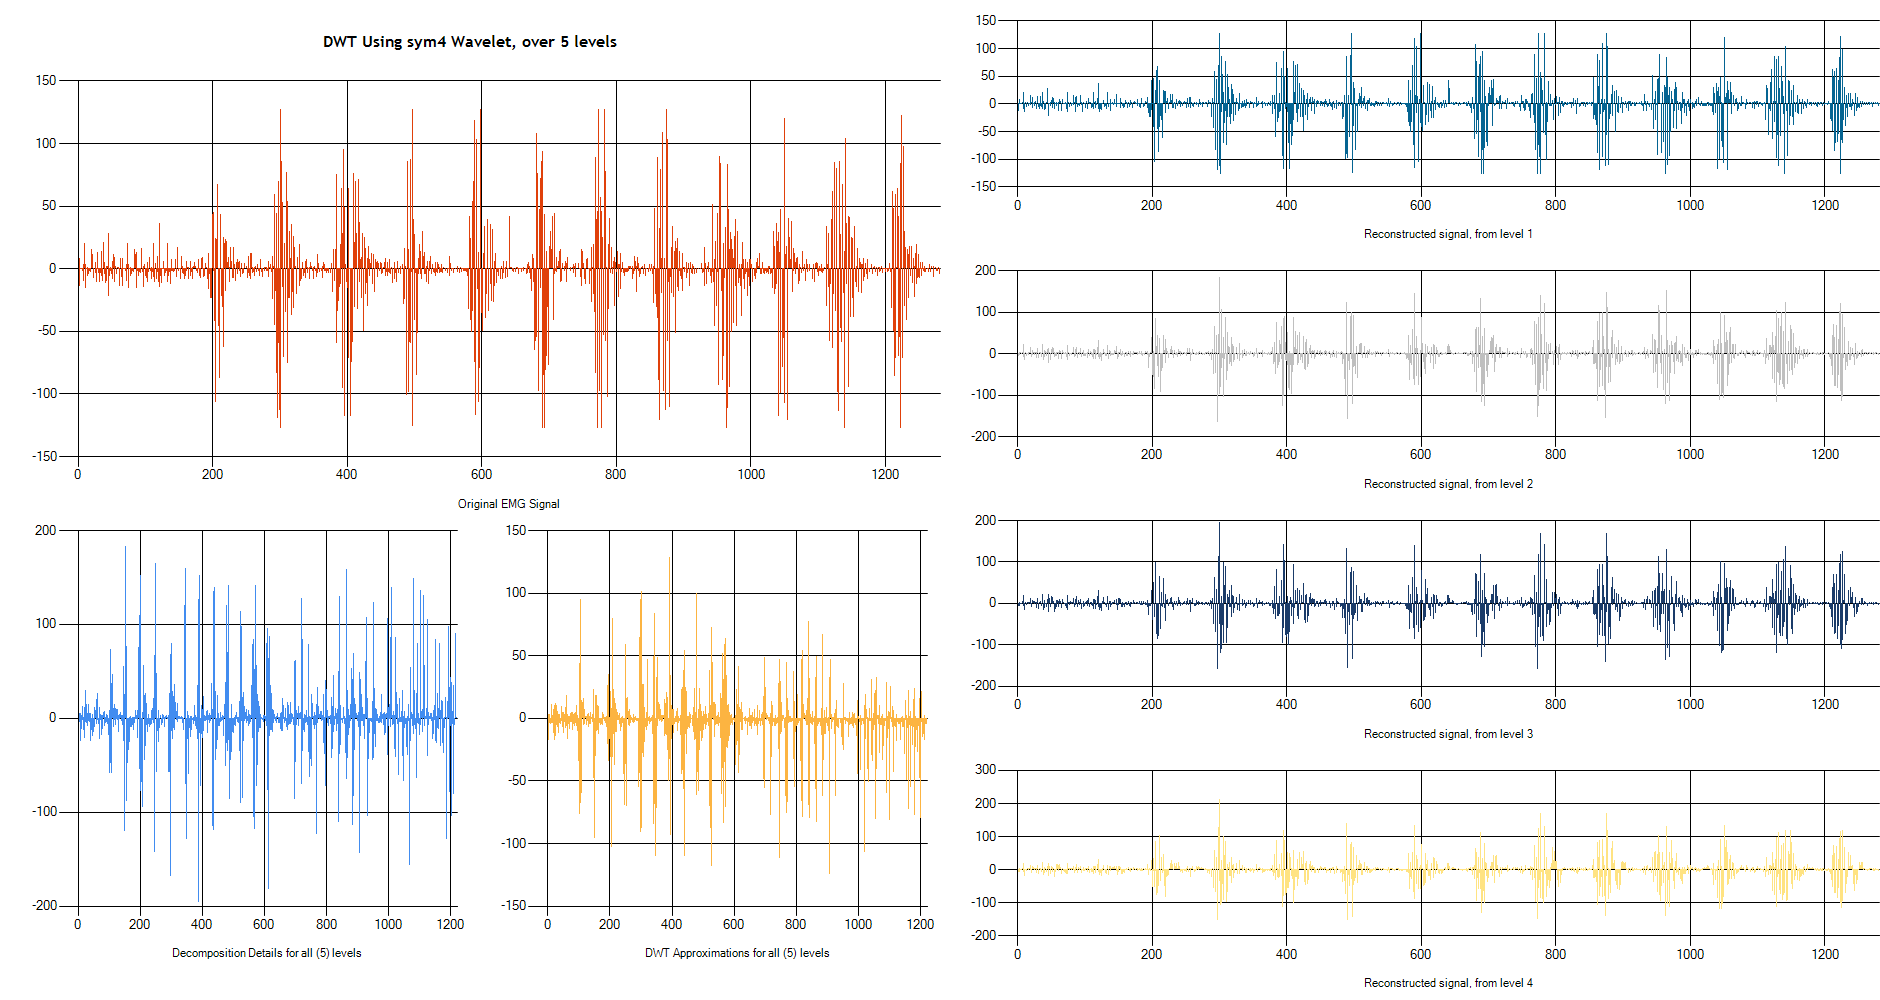 DWT Using sym4 Wavelet, over 5 levels
150
100
50
0
-50
-100
-150
0 200 400 600 800 1000 1200
Original EMG Signal
200
100
0
-100
-200
0 200 400 600 800 1000 1200
Decomposition Details for all (5) levels
150
100
50
0
-50
-100
-150
0 200 400 600 800 1000 1200
DWT Approximations for all (5) levels
150
100
50
0
-50
-100
-150
0 200 400 600 800 1000 1200
Reconstructed signal, from level 1
200
100
0
-100
-200
0 200 400 600 800 1000 1200
Reconstructed signal, from level 2
200
100
0
-100
-200
0 200 400 600 800 1000 1200
Reconstructed signal, from level 3
300
200
100
0
-100
-200
0 200 400 600 800 1000 1200
Reconstructed signal, from level 4